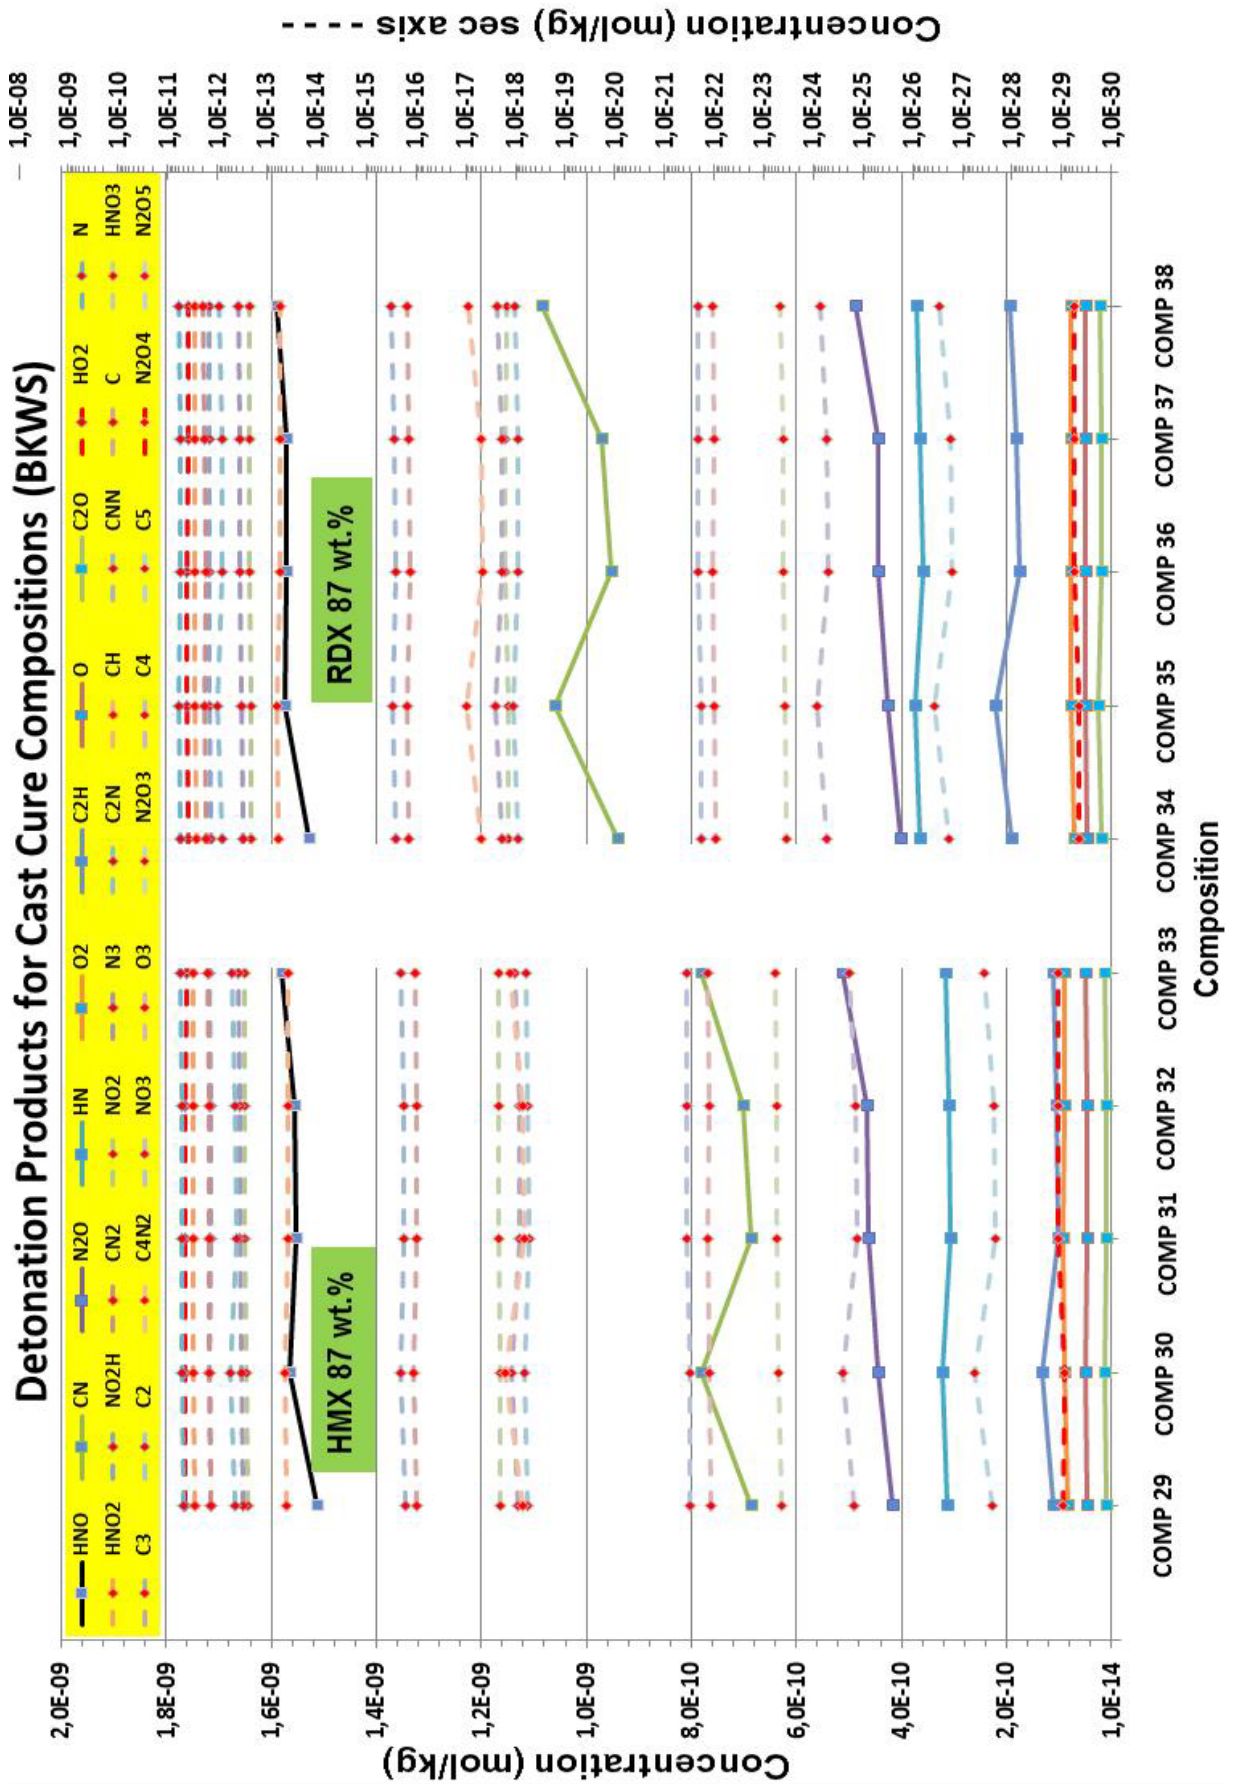 Detonation Products for Cast Cure Compositions (BKWS)
HNO CN N2O HN O2 C2H O C2O HO2 N
HNO2 NO2H CN2 NO2 N3 C2N CH CNN C HNO3
C3 C2 C4N2 NO3 O3 N2O3 C4 C5 N2O4 N2O5
2,0E-09
1,8E-09
1,6E-09
1,4E-09
1,2E-09
1,0E-09
8,0E-10
6,0E-10
4,0E-10
2,0E-10
1,0E-14
Concentration (mol/kg)
HMX 87 wt.%
RDX 87 wt.%
1,0E-08
1,0E-09
1,0E-10
1,0E-11
1,0E-12
1,0E-13
1,0E-14
1,0E-15
1,0E-16
1,0E-17
1,0E-18
1,0E-19
1,0E-20
1,0E-21
1,0E-22
1,0E-23
1,0E-24
1,0E-25
1,0E-26
1,0E-27
1,0E-28
1,0E-29
1,0E-30
Concentration (mol/kg) sec axis
COMP 29 COMP 30 COMP 31 COMP 32 COMP 33 COMP 34 COMP 35 COMP 36 COMP 37 COMP 38
Composition